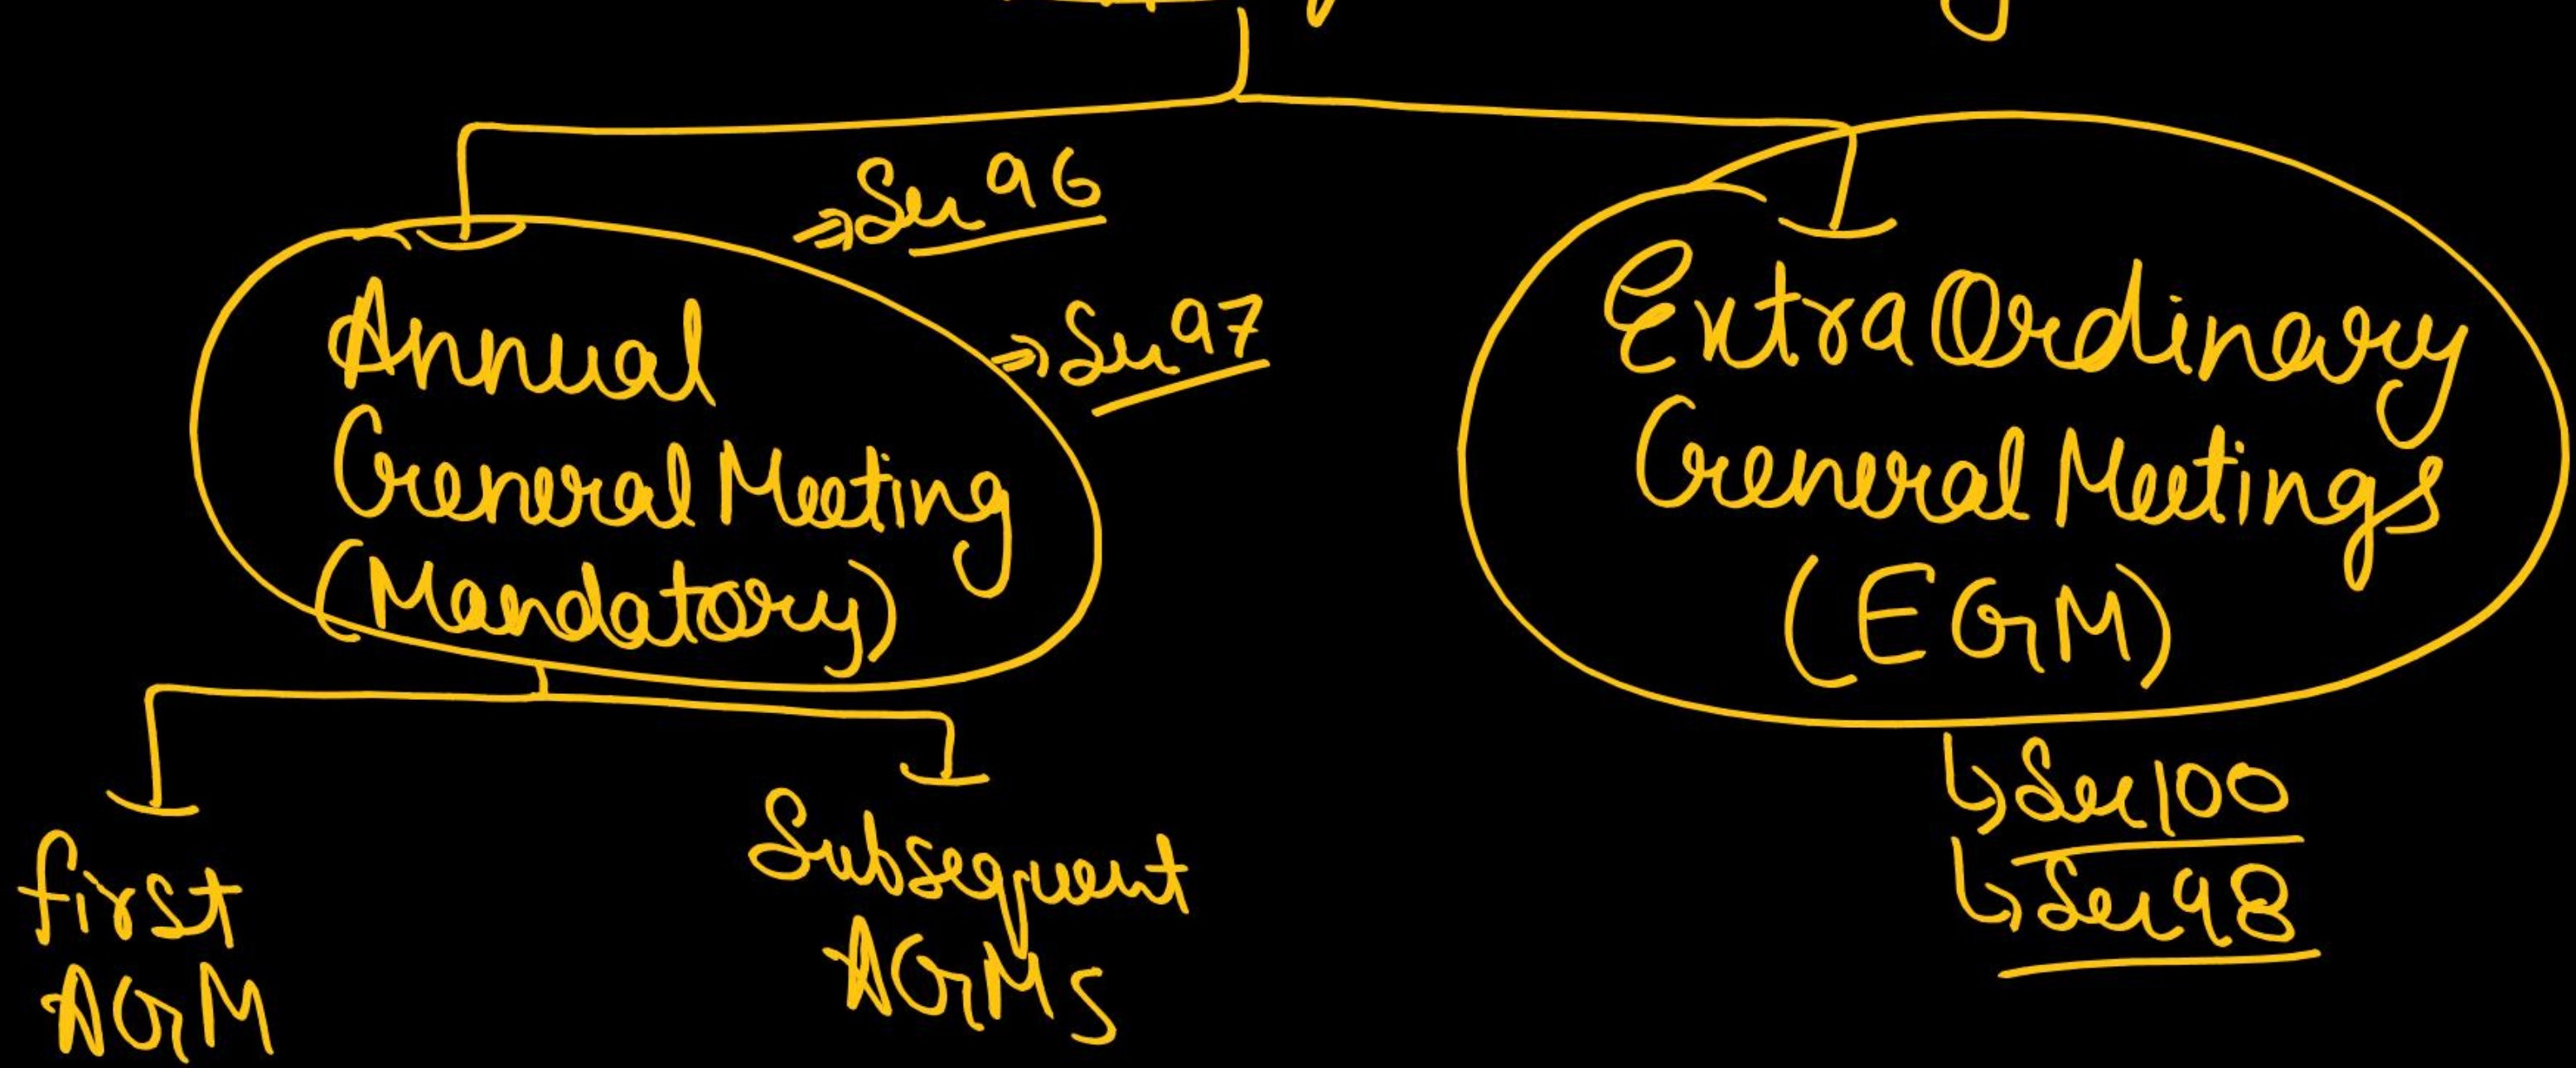 ⇒Sec 96
⇒Sec 97
Annual
General Meeting
(Mandatory)
Extra Ordinary
General Meetings
(EGM)
↳Sec 100
↳Sec 98
first
AGM
Subsequent
AGMs